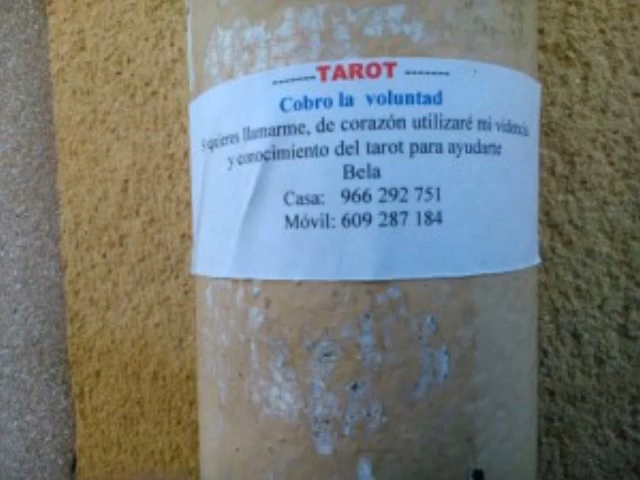 -------TAROT -------
Cobro la voluntad
Si quieres llamarme, de corazón utilizaré mi videncia
y conocimiento del tarot para ayudarte
Bela
Casa: 966 292 751
Móvil: 609 287 184